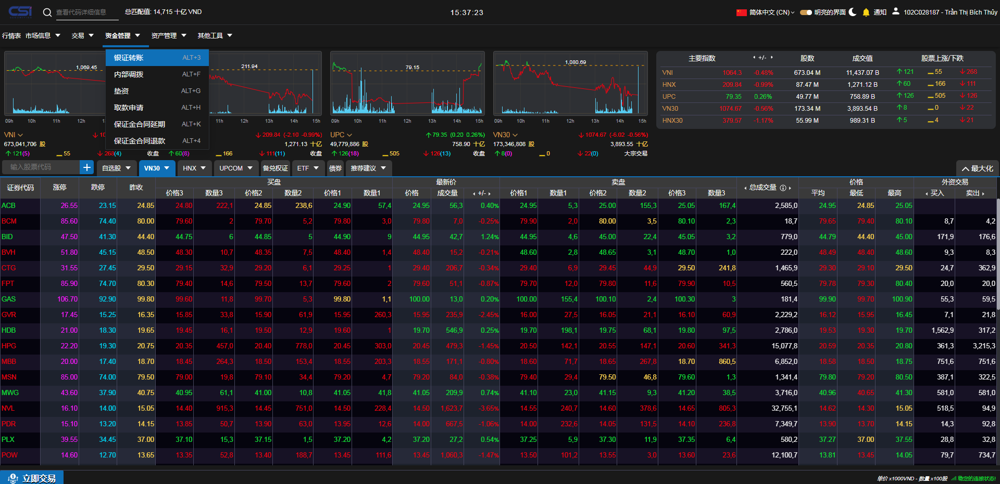 CSI 查看代码详细信息 总匹配值: 14,715 十亿 VND 15:37:23 简体中文 (CN) 明亮的界面 通知 102C028187 - Trần Thị Bích Thủy
行情表 市场信息 交易 资金管理 资产管理 其他工具
银证转账 ALT+3
内部调拨 ALT+F
垫资 ALT+G
取款申请 ALT+H
保证金合同延期 ALT+K
保证金合同退款 ALT+4
1,069.45 211.94 79.15 1,080.69
09h 10h 11h 12h
11h 12h 13h 14h 15h
09h 10h 11h 12h 13h 14h 15h
09h 10h 11h 12h 13h 14h 15h
主要指数 +/- 股数 成交值 股票上涨/下跌
VNI 1064.3 -0.48% 673.04 M 11,437.07 B 121 55 268
HNX 209.84 -0.99% 87.47 M 1,271.12 B 60 166 111
UPC 79.35 0.26% 49.77 M 758.89 B 126 505 126
VN30 1074.67 -0.56% 173.34 M 3,893.54 B 8 0 22
HNX30 379.57 -1.17% 55.99 M 989.31 B 5 4 21
VNI 209.84 (-2.10 -0.99%) UPC 79.35 (0.20 0.26%) VN30 1074.67 (-6.02 -0.56%)
673,041,706 股 1,271.13 十亿 49,779,886 股 758.90 十亿 173,346,808 股 3,893.55 十亿
121(5) 55 268(4) 收盘 60(8) 166 111(11) 收盘 126(18) 505 126(13) 收盘 8(0) 0 22(0) 大宗交易
输入股票代码 + 自选股 VN30 HNX UPCOM 备兑权证 ETF 债券 推荐建议 最大化
证券代码 涨停 跌停 昨收 买盘 最新价 卖盘 总成交量 价格 外资交易
价格3 数量3 价格2 数量2 价格1 数量1 价格 成交量 +/- 价格1 数量1 价格2 数量2 价格3 数量3 平均 最低 最高 买入 卖出
ACB 26.55 23.15 24.85 24.80 222,1 24.85 238,6 24.90 57,4 24.95 56,3 0.40% 24.95 5,3 25.00 155,3 25.05 167,4 2,585,0 24.95 24.85 25.05
BCM 85.60 74.40 80.00 79.60 2 79.70 5,2 79.80 3,0 79.80 7,0 -0.25% 79.90 2,0 80.00 3,5 80.10 2,3 18,7 79.65 79.40 80.10 8,7 4,2
BID 47.50 41.30 44.40 44.75 6 44.85 5 44.90 9 44.95 42,7 1.24% 44.95 4,6 45.00 22,4 45.05 3,2 779,0 44.79 44.40 45.00 171,9 176,6
BVH 51.80 45.15 48.50 48.30 10,7 48.35 7,5 48.40 1,4 48.40 15,2 -0.21% 48.60 2,8 48.65 3,1 48.70 1,0 222,0 48.49 48.40 48.60 9,3 8,3
CTG 31.55 27.45 29.50 29.15 32,9 29.20 6,1 29.25 1 29.40 206,7 -0.34% 29.40 6,9 29.45 44,9 29.50 241,8 1,465,9 29.30 29.10 29.50 24,7 362,9
FPT 85.90 74.70 80.30 79.40 14,6 79.50 13,7 79.60 2 79.60 51,1 -0.87% 79.70 12,0 79.80 11,6 79.90 10,5 560,5 79.78 79.30 80.40 20,0 20,0
GAS 106.70 92.90 99.80 99.60 11,8 99.70 5,3 99.80 1,1 100.00 13,0 0.20% 100.00 155,4 100.10 2,4 100.30 3 181,4 99.90 99.70 100.90 55,3 59,5
GVR 17.45 15.25 16.35 15.85 33,8 15.90 61,9 15.95 260,3 15.95 235,9 -2.45% 16.00 27,5 16.05 21,1 16.10 60,9 2,229,2 16.12 15.95 16.45 7,1 21,8
HDB 21.00 18.30 19.65 19.45 16,1 19.50 12,9 19.60 1 19.70 546,9 0.25% 19.70 198,1 19.75 68,1 19.80 97,5 2,786,0 19.53 19.30 19.70 1,562,9 317,2
HPG 22.20 19.30 20.75 20.35 457,0 20.40 778,0 20.45 303,0 20.45 479,3 -1.45% 20.50 142,1 20.55 147,1 20.60 341,3 15,077,8 20.59 20.35 20.80 361,3 3,215,3
MBB 20.00 17.40 18.70 18.45 264,3 18.50 153,4 18.55 203,3 18.55 171,1 -0.80% 18.60 71,7 18.65 267,8 18.70 860,5 6,852,0 18.58 18.50 18.75 751,6 751,6
MSN 85.00 74.00 79.50 79.00 19,8 79.10 34,4 79.20 4,7 79.20 84,0 -0.38% 79.40 29,4 79.50 46,8 79.60 1,3 1,341,4 79.80 79.20 80.50 387,1 322,5
MWG 43.60 37.90 40.75 40.95 61,1 41.00 10,8 41.05 41,8 41.05 209,9 0.74% 41.10 23,0 41.15 9,3 41.20 38,5 3,716,0 40.96 40.65 41.30 581,0 581,0
NVL 16.10 14.00 15.05 14.40 915,3 14.45 751,0 14.50 228,4 14.50 1,623,7 -3.65% 14.55 240,7 14.60 378,6 14.65 805,3 32,755,1 14.62 14.30 15.05 518,5 94,9
PDR 15.10 13.20 14.15 13.85 50,7 13.90 63,0 13.95 12,6 14.00 667,5 -1.06% 14.00 232,6 14.05 131,5 14.10 236,8 7,349,7 13.90 13.70 14.15 14,3 92,8
PLX 39.55 34.45 37.00 37.10 15,3 37.15 1,5 37.20 4,2 37.20 27,2 0.54% 37.25 5,9 37.30 11,9 37.35 6,4 580,2 37.27 37.00 37.55 28,8 32,8
POW 14.60 12.70 13.65 13.35 52,8 13.40 188,7 13.45 111,6 13.45 1,060,3 -1.47% 13.50 101,2 13.55 3,0 13.60 23,6 12,100,7 13.81 13.45 14.05 79,7 734,7
立即交易 单价 x1000VND - 数量 x100股 稳定的连接状态!